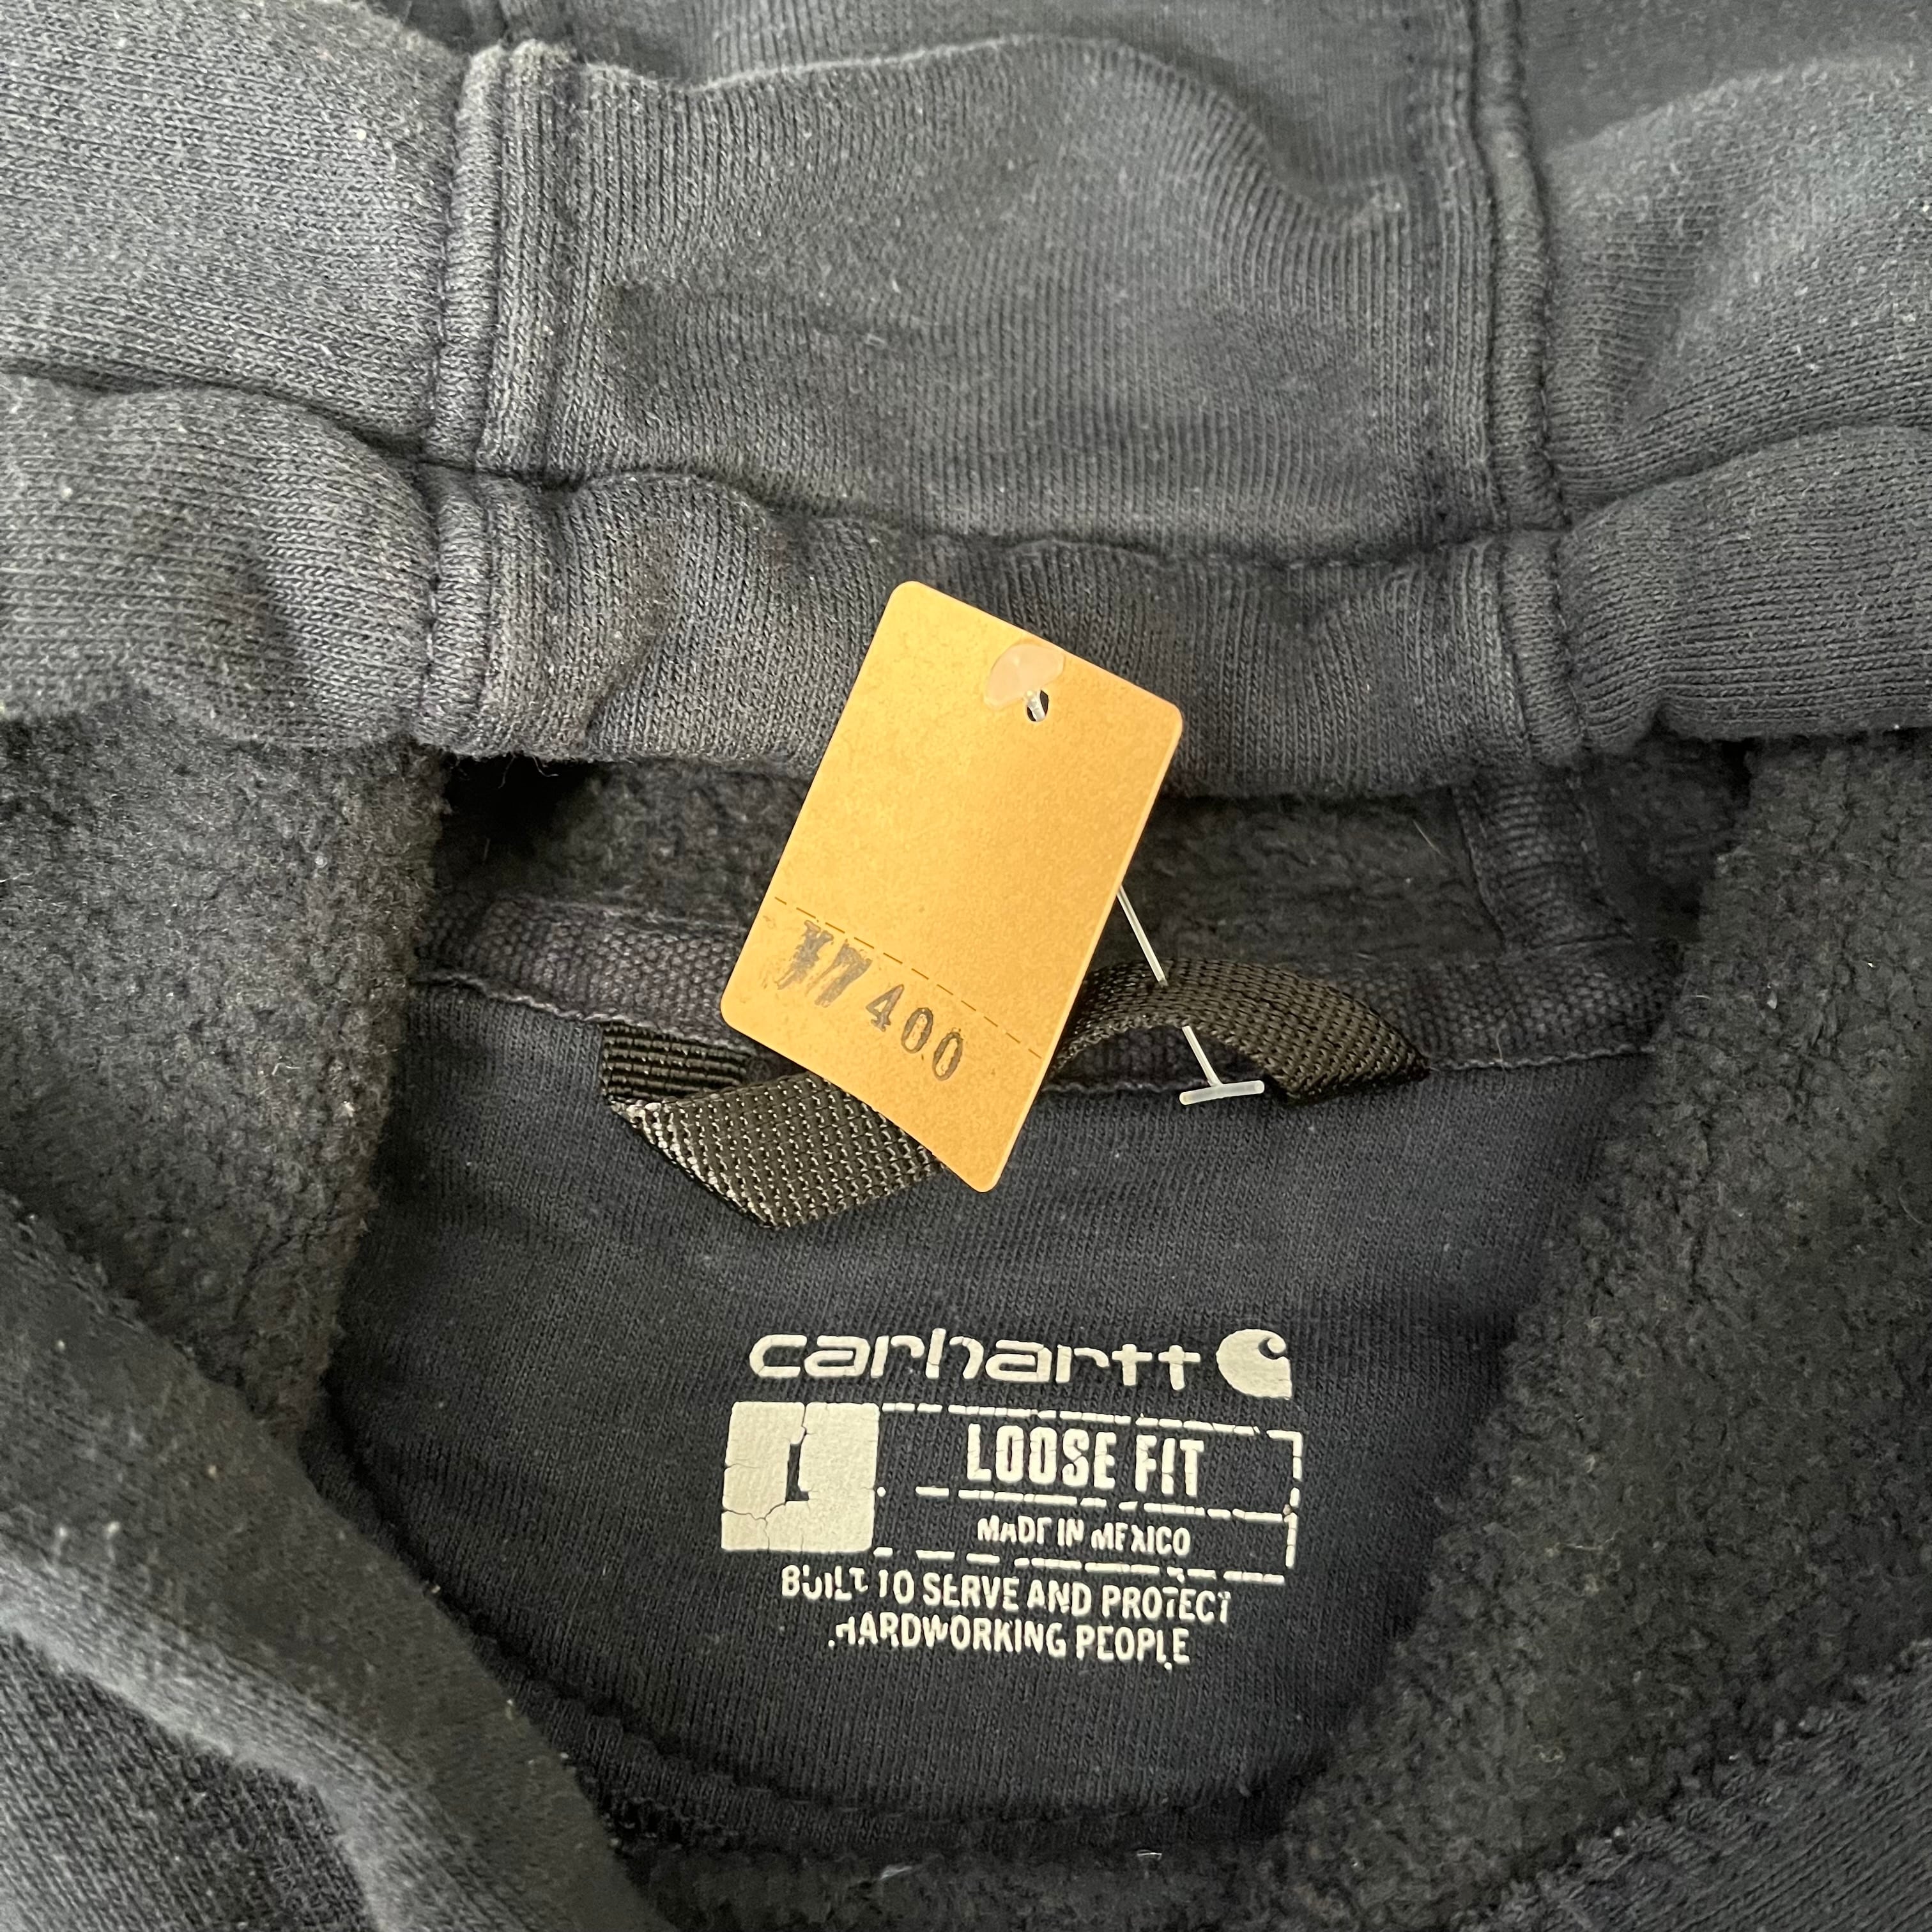 ¥7400
carhartt
L LOOSE FIT
MADE IN MEXICO
BUILT TO SERVE AND PROTECT
HARDWORKING PEOPLE